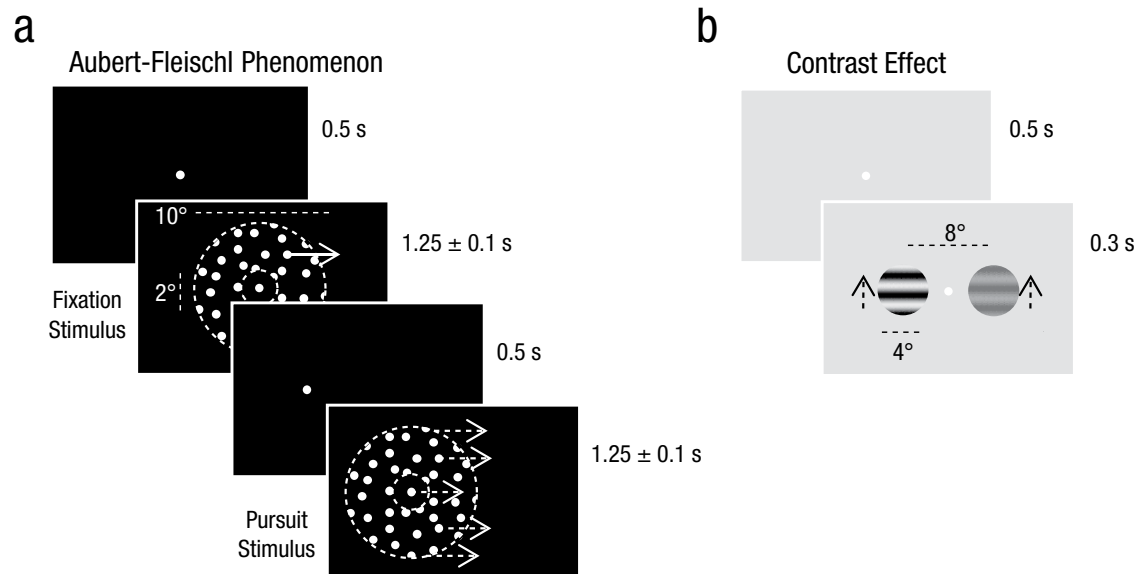 a
Aubert-Fleischl Phenomenon
0.5 s
10°
1.25 ± 0.1 s
2°
Fixation
Stimulus
0.5 s
1.25 ± 0.1 s
Pursuit
Stimulus
b
Contrast Effect
0.5 s
8°
0.3 s
4°